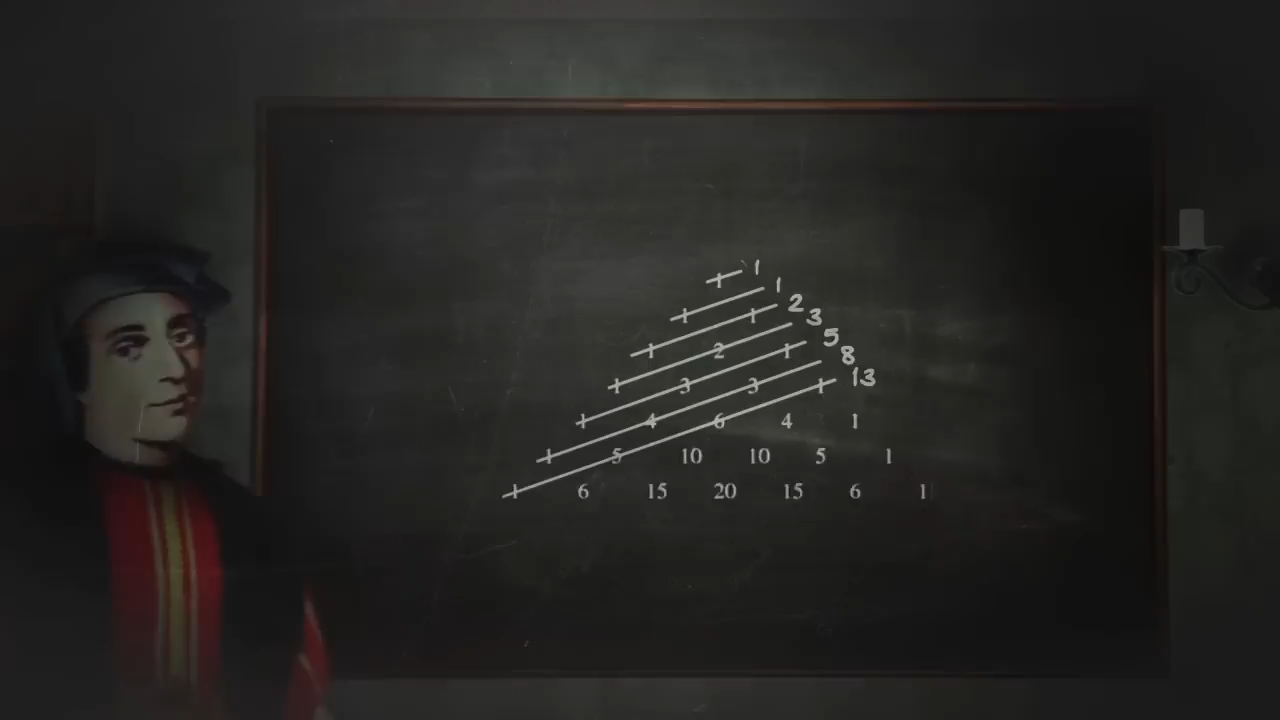 1 1
1 1 1
1 2 1 2
1 3 3 1 3
1 4 6 4 1 5
1 5 10 10 5 1 8
1 6 15 20 15 6 1 13